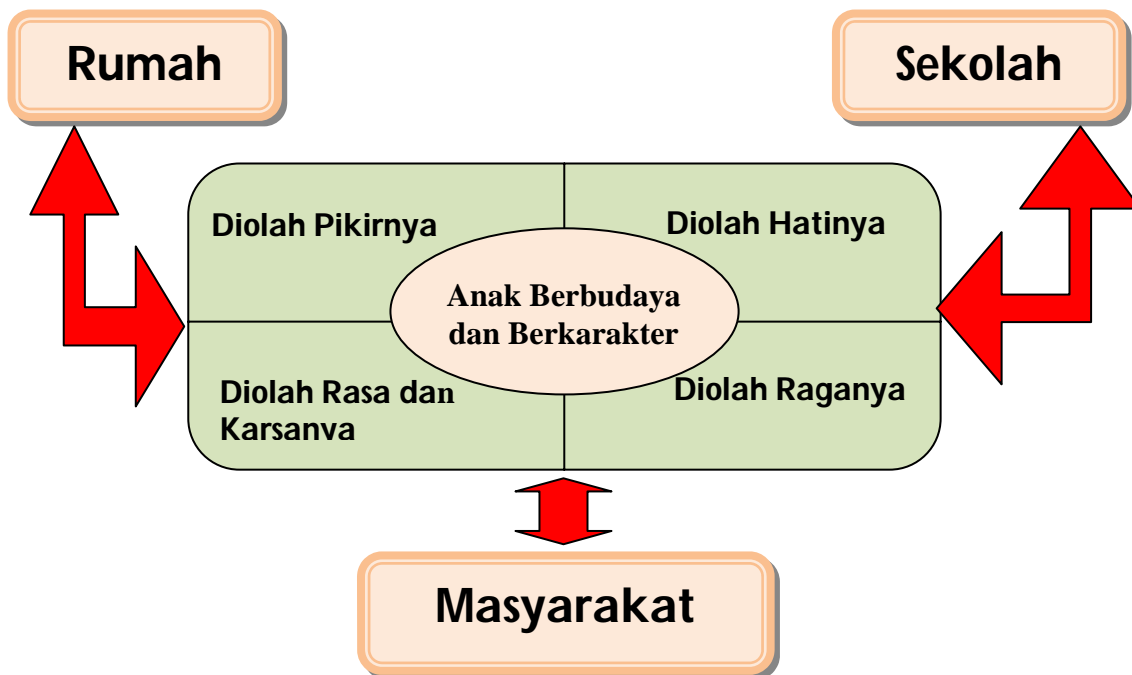 Rumah
Sekolah
Diolah Pikirnya
Diolah Hatinya
Anak Berbudaya
dan Berkarakter
Diolah Rasa dan
Karsanva
Diolah Raganya
Masyarakat